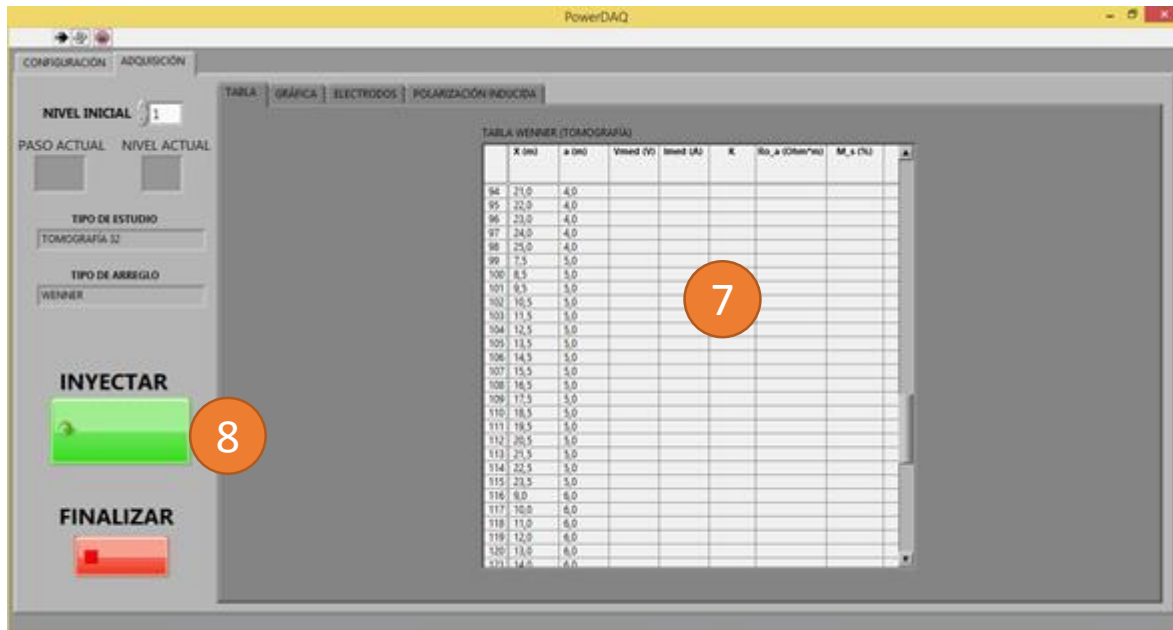 PowerDAQ
CONFIGURACIÓN ADQUISICIÓN
TABLA GRÁFICA ELECTRODOS POLARIZACIÓN INDUCIDA
NIVEL INICIAL 1
PASO ACTUAL NIVEL ACTUAL
TIPO DE ESTUDIO
TOMOGRAFÍA 32
TIPO DE ARREGLO
WENNER
INYECTAR
8
FINALIZAR
TABLA WENNER (TOMOGRAFÍA)
X (m) a (m) Vmed (V) Imed (A) K Ro_a (Ohm*m) M_s (%)
94 21,0 4,0
95 22,0 4,0
96 23,0 4,0
97 24,0 4,0
98 25,0 4,0
99 7,5 5,0
100 8,5 5,0
101 9,5 5,0
102 10,5 5,0
103 11,5 5,0
104 12,5 5,0
105 13,5 5,0
106 14,5 5,0
107 15,5 5,0
108 16,5 5,0
109 17,5 5,0
110 18,5 5,0
111 19,5 5,0
112 20,5 5,0
113 21,5 5,0
114 22,5 5,0
115 23,5 5,0
116 9,0 6,0
117 10,0 6,0
118 11,0 6,0
119 12,0 6,0
120 13,0 6,0
121 14,0 6,0
7